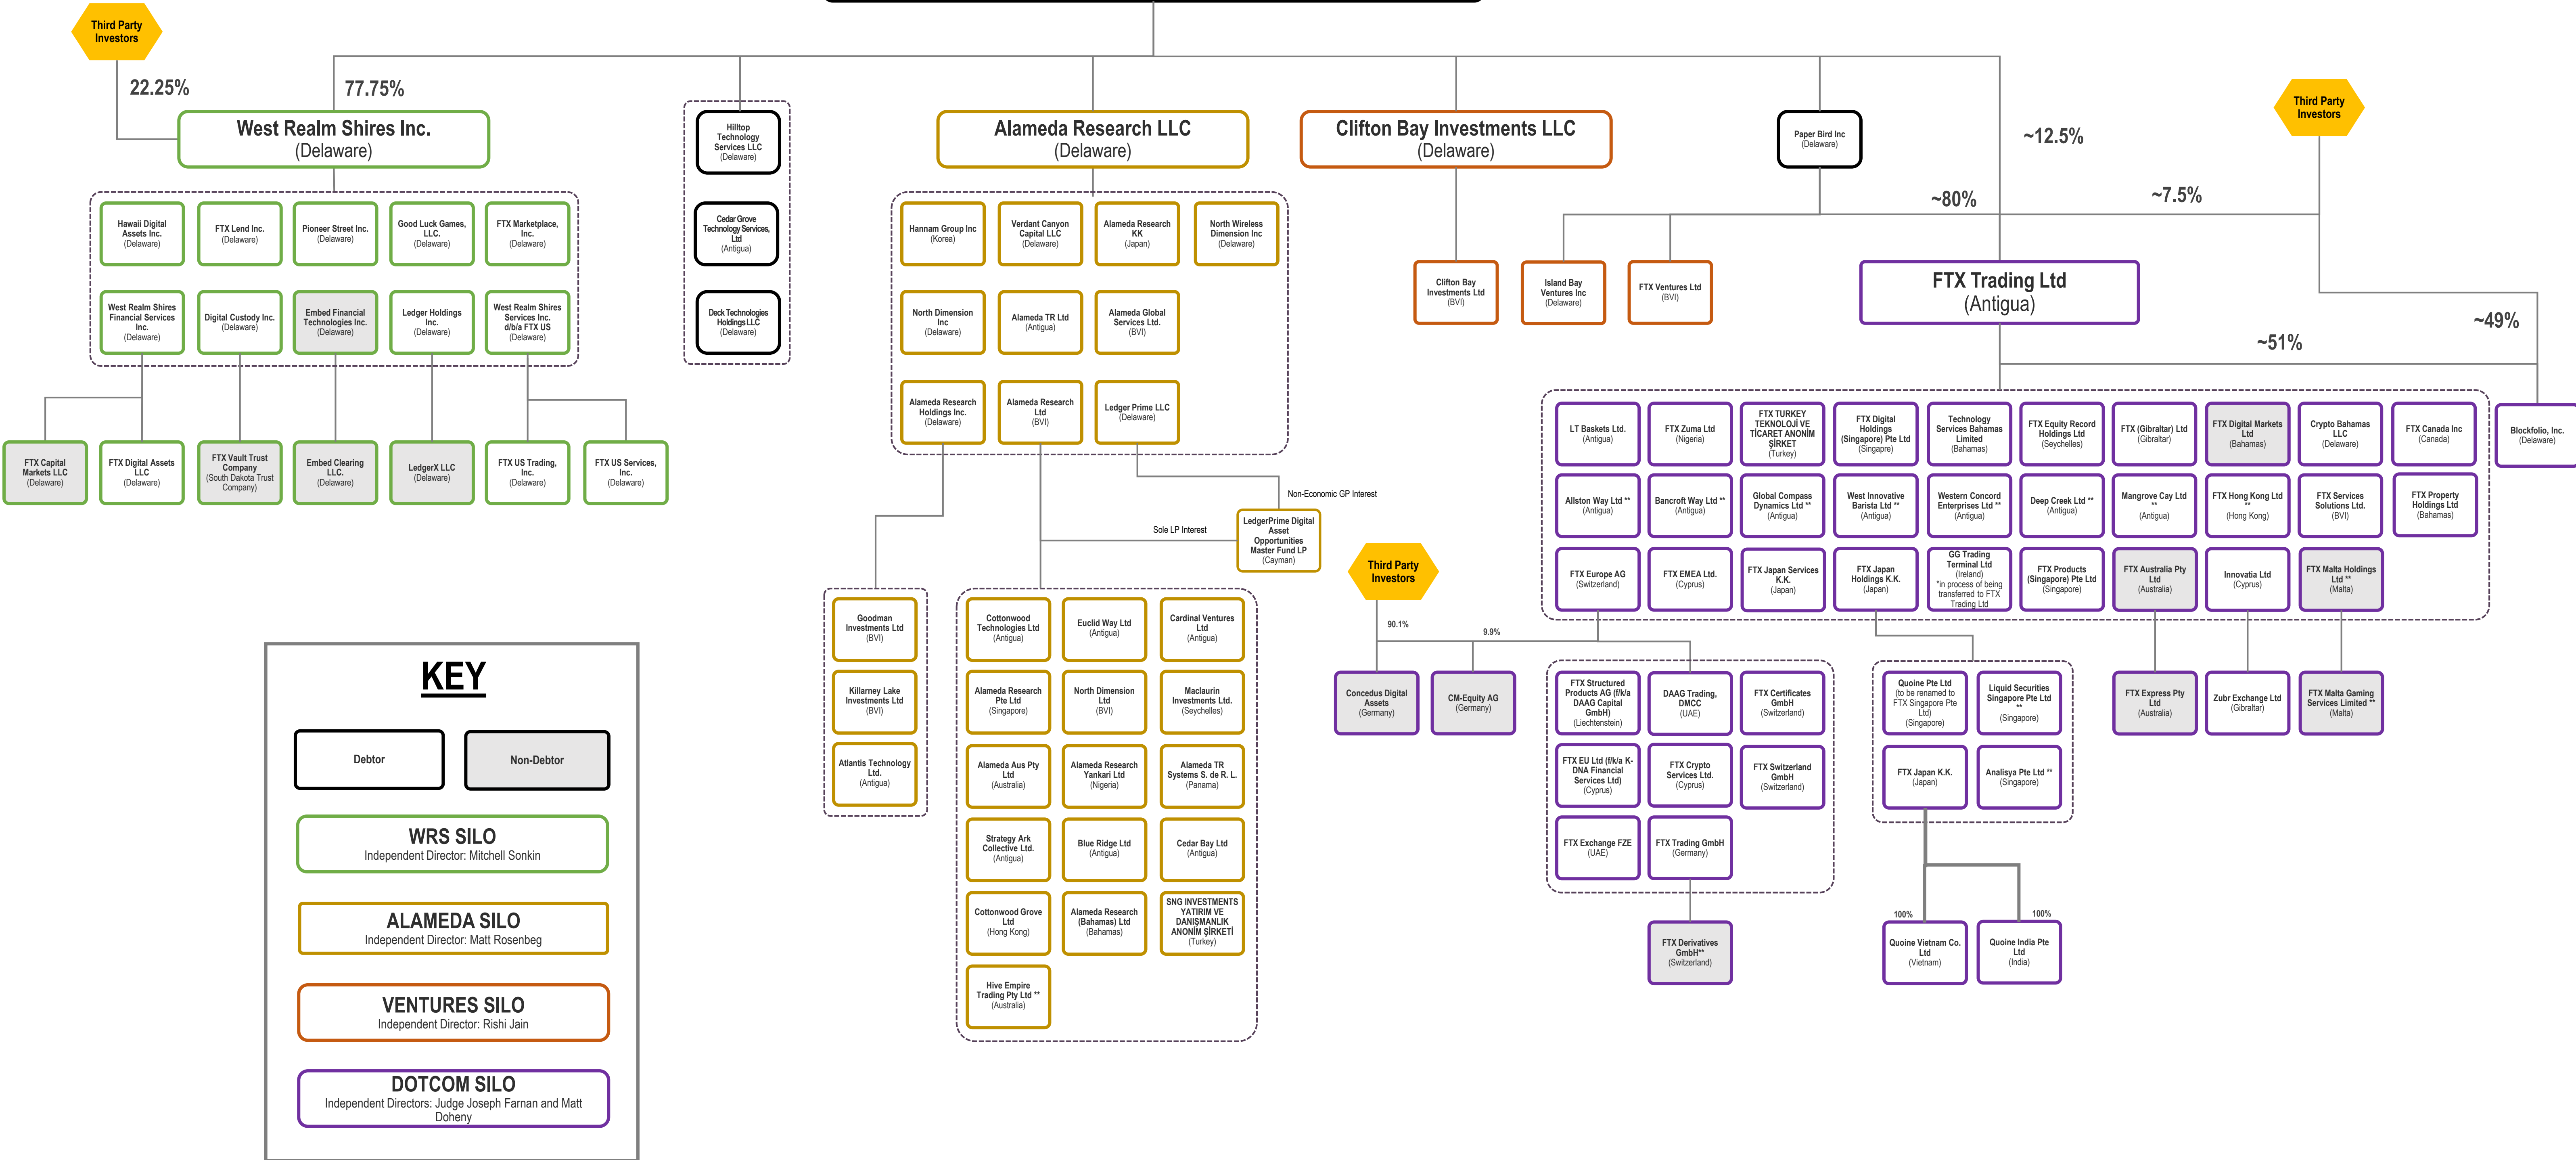 Third Party
Investors
22.25%
77.75%
West Realm Shires Inc.
(Delaware)
Hilltop
Technology
Services LLC
(Delaware)
Alameda Research LLC
(Delaware)
Clifton Bay Investments LLC
(Delaware)
Paper Bird Inc
(Delaware)
~12.5%
Third Party
Investors
~80%
~7.5%
Hawaii Digital
Assets Inc.
(Delaware)
FTX Lend Inc.
(Delaware)
Pioneer Street Inc.
(Delaware)
Good Luck Games,
LLC.
(Delaware)
FTX Marketplace,
Inc.
(Delaware)
Cedar Grove
Technology Services,
Ltd
(Antigua)
Hannam Group Inc
(Korea)
Verdant Canyon
Capital LLC
(Delaware)
Alameda Research
KK
(Japan)
North Wireless
Dimension Inc
(Delaware)
West Realm Shires
Financial Services
Inc.
(Delaware)
Digital Custody Inc.
(Delaware)
Embed Financial
Technologies Inc.
(Delaware)
Ledger Holdings
Inc.
(Delaware)
West Realm Shires
Services Inc.
d/b/a FTX US
(Delaware)
Deck Technologies
Holdings LLC
(Delaware)
North Dimension
Inc
(Delaware)
Alameda TR Ltd
(Antigua)
Alameda Global
Services Ltd.
(BVI)
Clifton Bay
Investments Ltd
(BVI)
Island Bay
Ventures Inc
(Delaware)
FTX Ventures Ltd
(BVI)
FTX Trading Ltd
(Antigua)
~49%
~51%
Alameda Research
Holdings Inc.
(Delaware)
Alameda Research
Ltd
(BVI)
Ledger Prime LLC
(Delaware)
FTX Capital
Markets LLC
(Delaware)
FTX Digital Assets
LLC
(Delaware)
FTX Vault Trust
Company
(South Dakota Trust
Company)
Embed Clearing
LLC.
(Delaware)
LedgerX LLC
(Delaware)
FTX US Trading,
Inc.
(Delaware)
FTX US Services,
Inc.
(Delaware)
Non-Economic GP Interest
Sole LP Interest
LedgerPrime Digital
Asset
Opportunities
Master Fund LP
(Cayman)
LT Baskets Ltd.
(Antigua)
FTX Zuma Ltd
(Nigeria)
FTX TURKEY
TEKNOLOJİ VE
TİCARET ANONİM
ŞİRKET
(Turkey)
FTX Digital
Holdings
(Singapore) Pte Ltd
(Singapre)
Technology
Services Bahamas
Limited
(Bahamas)
FTX Equity Record
Holdings Ltd
(Seychelles)
FTX (Gibraltar) Ltd
(Gibraltar)
FTX Digital Markets
Ltd
(Bahamas)
Crypto Bahamas
LLC
(Delaware)
FTX Canada Inc
(Canada)
Blockfolio, Inc.
(Delaware)
Allston Way Ltd **
(Antigua)
Bancroft Way Ltd **
(Antigua)
Global Compass
Dynamics Ltd **
(Antigua)
West Innovative
Barista Ltd **
(Antigua)
Western Concord
Enterprises Ltd **
(Antigua)
Deep Creek Ltd **
(Antigua)
Mangrove Cay Ltd
**
(Antigua)
FTX Hong Kong Ltd
**
(Hong Kong)
FTX Services
Solutions Ltd.
(BVI)
FTX Property
Holdings Ltd
(Bahamas)
FTX Europe AG
(Switzerland)
FTX EMEA Ltd.
(Cyprus)
FTX Japan Services
K.K.
(Japan)
FTX Japan
Holdings K.K.
(Japan)
GG Trading
Terminal Ltd
(Ireland)
*in process of being
transferred to FTX
Trading Ltd
FTX Products
(Singapore) Pte Ltd
(Singapore)
FTX Australia Pty
Ltd
(Australia)
Innovatia Ltd
(Cyprus)
FTX Malta Holdings
Ltd **
(Malta)
Third Party
Investors
90.1%
9.9%
Goodman
Investments Ltd
(BVI)
Killarney Lake
Investments Ltd
(BVI)
Atlantis Technology
Ltd.
(Antigua)
Cottonwood
Technologies Ltd
(Antigua)
Euclid Way Ltd
(Antigua)
Cardinal Ventures
Ltd
(Antigua)
Alameda Research
Pte Ltd
(Singapore)
North Dimension
Ltd
(BVI)
Maclaurin
Investments Ltd.
(Seychelles)
Alameda Aus Pty
Ltd
(Australia)
Alameda Research
Yankari Ltd
(Nigeria)
Alameda TR
Systems S. de R. L.
(Panama)
Strategy Ark
Collective Ltd.
(Antigua)
Blue Ridge Ltd
(Antigua)
Cedar Bay Ltd
(Antigua)
Cottonwood Grove
Ltd
(Hong Kong)
Alameda Research
(Bahamas) Ltd
(Bahamas)
SNG INVESTMENTS
YATIRIM VE
DANIŞMANLIK
ANONİM ŞİRKETİ
(Turkey)
Hive Empire
Trading Pty Ltd **
(Australia)
Concedus Digital
Assets
(Germany)
CM-Equity AG
(Germany)
FTX Structured
Products AG (f/k/a
DAAG Capital
GmbH)
(Liechtenstein)
DAAG Trading,
DMCC
(UAE)
FTX Certificates
GmbH
(Switzerland)
FTX EU Ltd (f/k/a K-
DNA Financial
Services Ltd)
(Cyprus)
FTX Crypto
Services Ltd.
(Cyprus)
FTX Switzerland
GmbH
(Switzerland)
FTX Exchange FZE
(UAE)
FTX Trading GmbH
(Germany)
FTX Derivatives
GmbH**
(Switzerland)
Quoine Pte Ltd
(to be renamed to
FTX Singapore Pte
Ltd)
(Singapore)
Liquid Securities
Singapore Pte Ltd
**
(Singapore)
FTX Japan K.K.
(Japan)
Analisya Pte Ltd **
(Singapore)
100%
100%
Quoine Vietnam Co.
Ltd
(Vietnam)
Quoine India Pte
Ltd
(India)
FTX Express Pty
Ltd
(Australia)
Zubr Exchange Ltd
(Gibraltar)
FTX Malta Gaming
Services Limited **
(Malta)
KEY
Debtor
Non-Debtor
WRS SILO
Independent Director: Mitchell Sonkin
ALAMEDA SILO
Independent Director: Matt Rosenbeg
VENTURES SILO
Independent Director: Rishi Jain
DOTCOM SILO
Independent Directors: Judge Joseph Farnan and Matt
Doheny